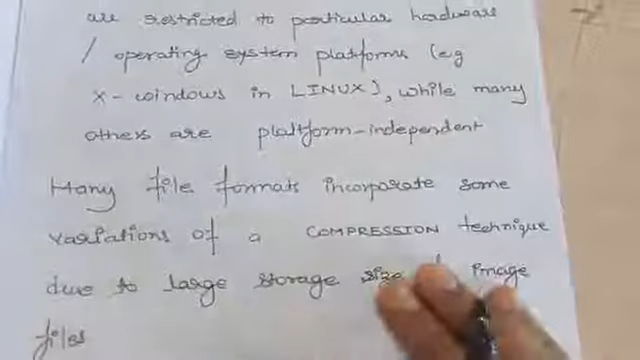 are restricted to particular hardware
/ operating system platforms (eg
X-windows in LINUX), while many
others are platform-independent
Many file formats incorporate some
variations of a COMPRESSION technique
due to large storage size image
files